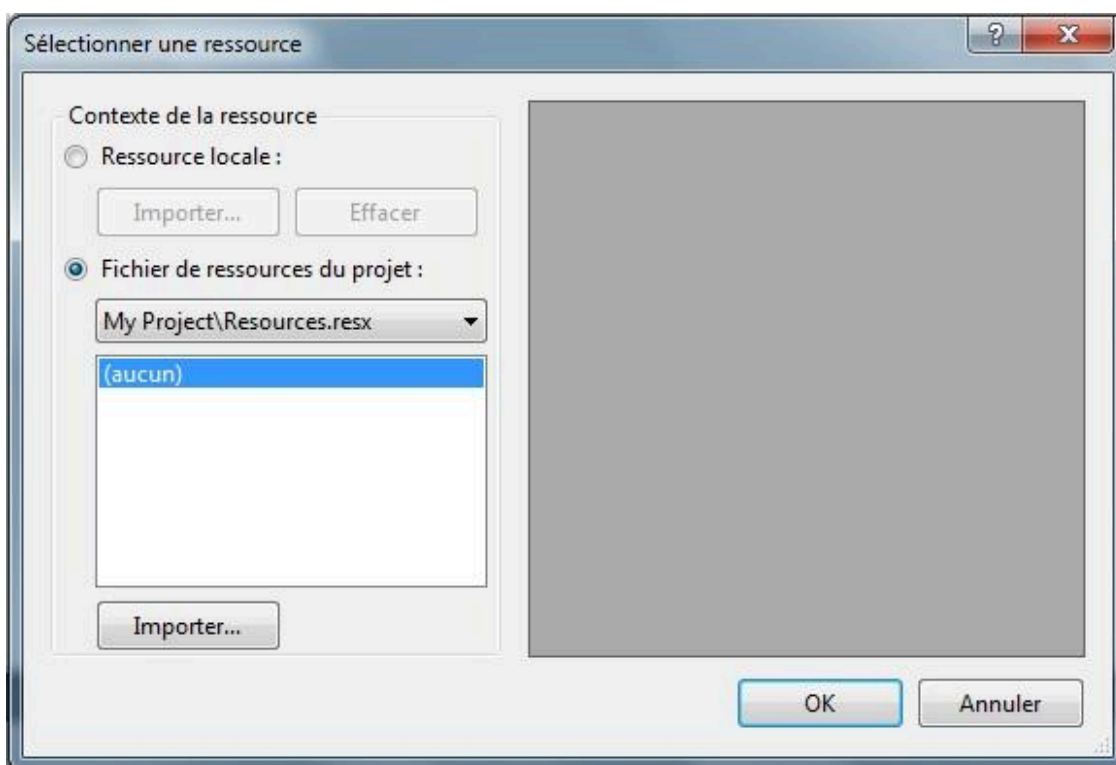 Sélectionner une ressource
Contexte de la ressource
Ressource locale :
Importer... Effacer
Fichier de ressources du projet :
My Project\Resources.resx
(aucun)
Importer...
OK Annuler